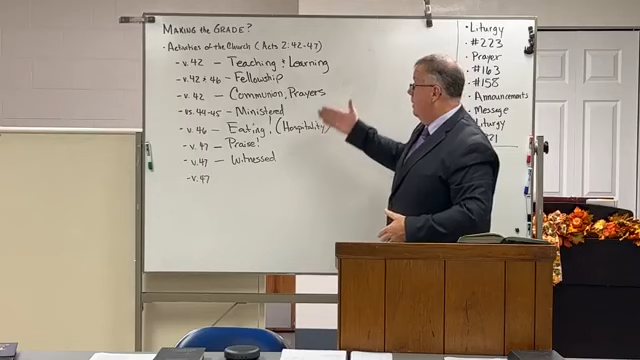 Making the Grade?
• Activities of the Church (Acts 2:42-47)
- v. 42 - Teaching & Learning
- v. 42 & 46 - Fellowship
- v. 42 - Communion, Prayers
- vs. 44-45 - Ministered
- v. 46 - Eating! (Hospitality)
- v. 47 - Praise!
- v. 47 - Witnessed
- v. 47
• Liturgy
• #223
• Prayer
• #163
• #158
• Announcements
• Message
Liturgy
21